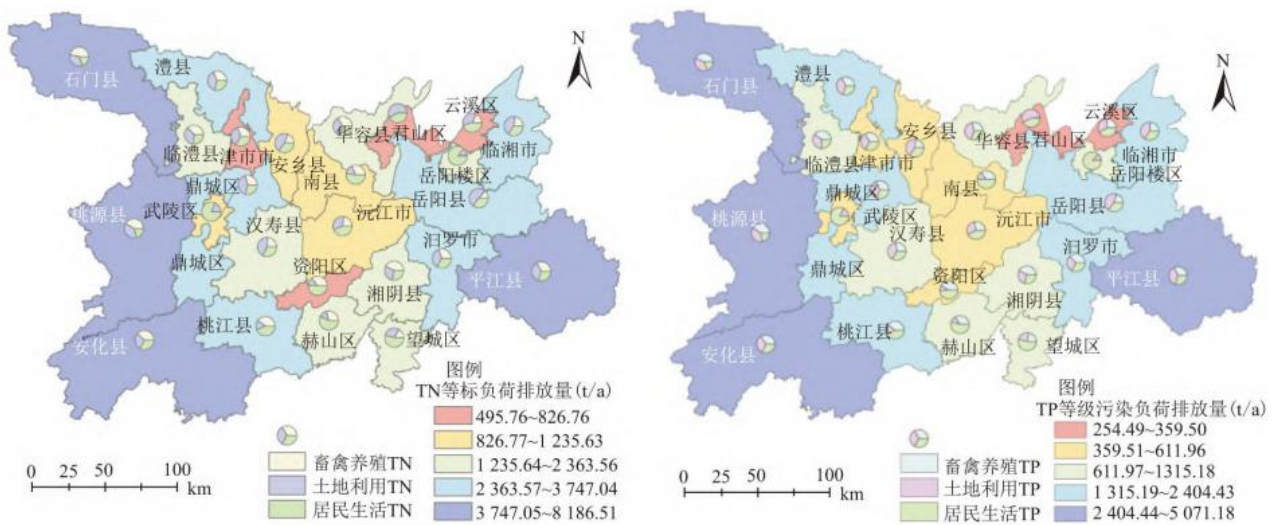 N
石门县
澧县
云溪区
华容县
君山区
临湘市
临澧县
津市市
安乡县
岳阳楼区
鼎城区
南县
岳阳县
桃源县
武陵区
沅江市
汉寿县
汨罗市
鼎城区
资阳区
平江县
湘阴县
桃江县
安化县
赫山区
望城区
图例
TN等标负荷排放量(t/a)
495.76~826.76
826.77~1 235.63
畜禽养殖TN
1 235.64~2 363.56
土地利用TN
2 363.57~3 747.04
居民生活TN
3 747.05~8 186.51
0 25 50 100
km
N
石门县
澧县
云溪区
安乡县
华容县
君山区
临湘市
临澧县
津市市
岳阳楼区
鼎城区
南县
岳阳县
桃源县
武陵区
沅江市
汉寿县
汨罗市
鼎城区
资阳区
平江县
湘阴县
桃江县
安化县
赫山区
望城区
图例
TP等级污染负荷排放量(t/a)
254.49~359.50
359.51~611.96
畜禽养殖TP
611.97~1315.18
土地利用TP
1 315.19~2 404.43
居民生活TP
2 404.44~5 071.18
0 25 50 100
km